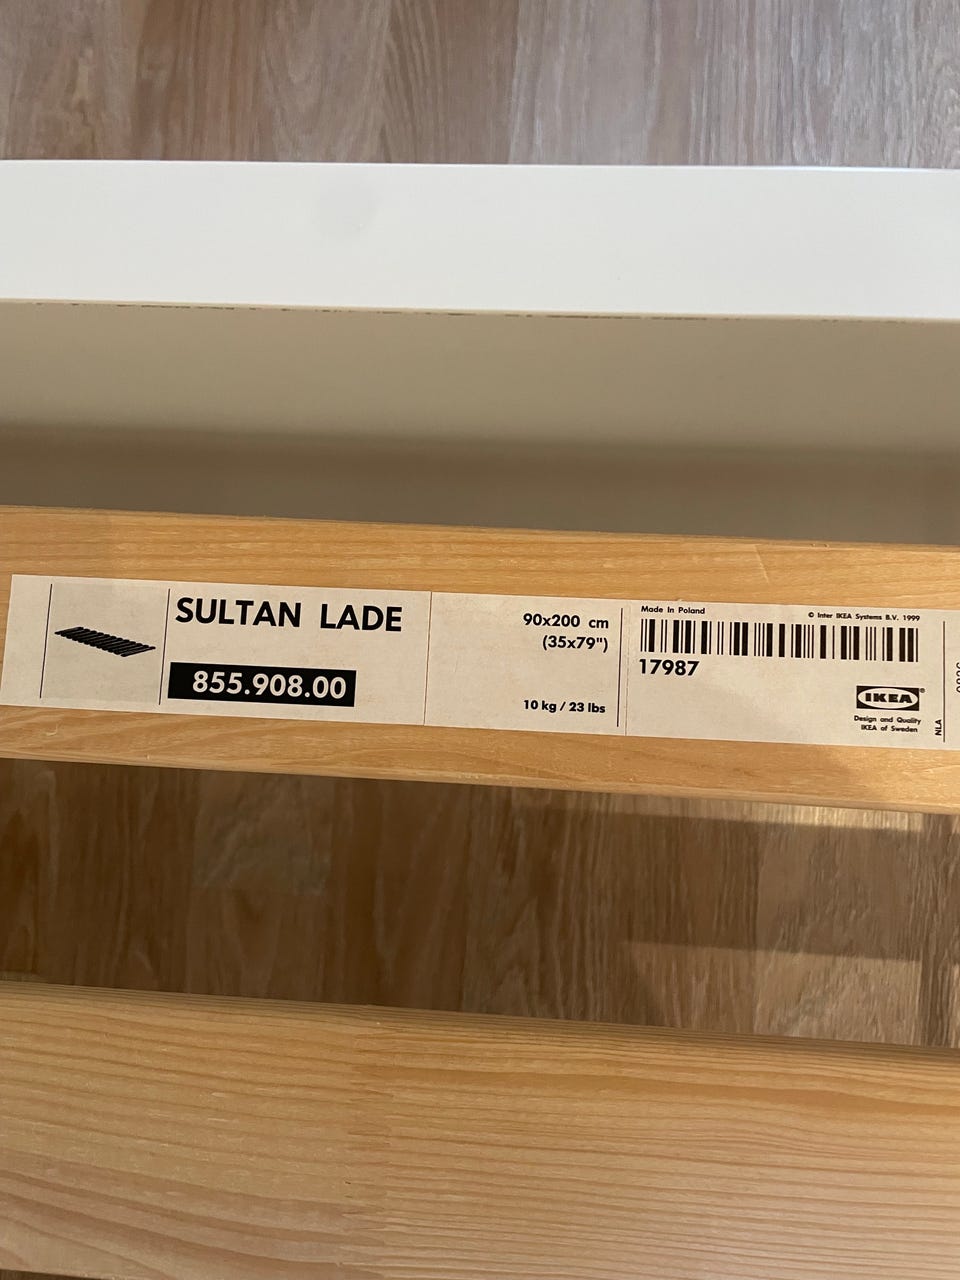 SULTAN LADE
855.908.00
90x200 cm
(35x79")
10 kg / 23 lbs
Made In Poland
© Inter IKEA Systems B.V. 1999
17987
IKEA®
Design and Quality
IKEA of Sweden
NLA